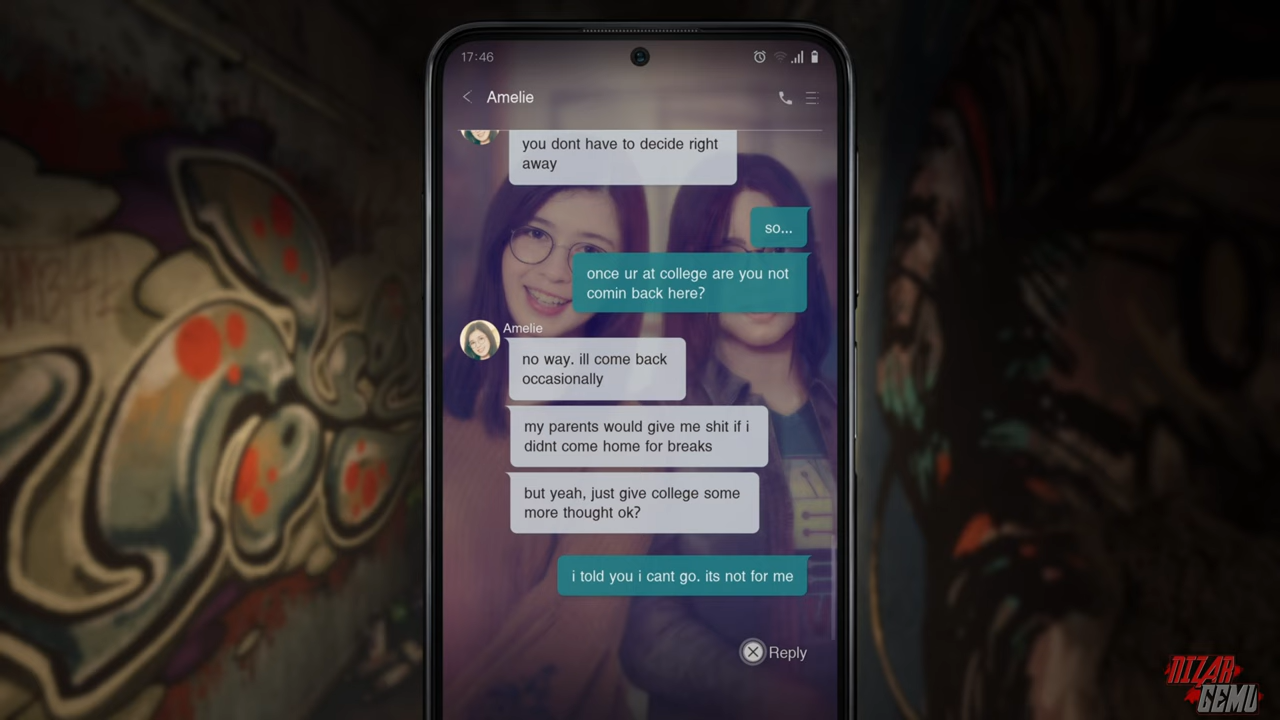 17:46
Amelie
you dont have to decide right
away
so...
once ur at college are you not
comin back here?
Amelie
no way. ill come back
occasionally
my parents would give me shit if i
didnt come home for breaks
but yeah, just give college some
more thought ok?
i told you i cant go. its not for me
Reply
NIZAR
GEMU